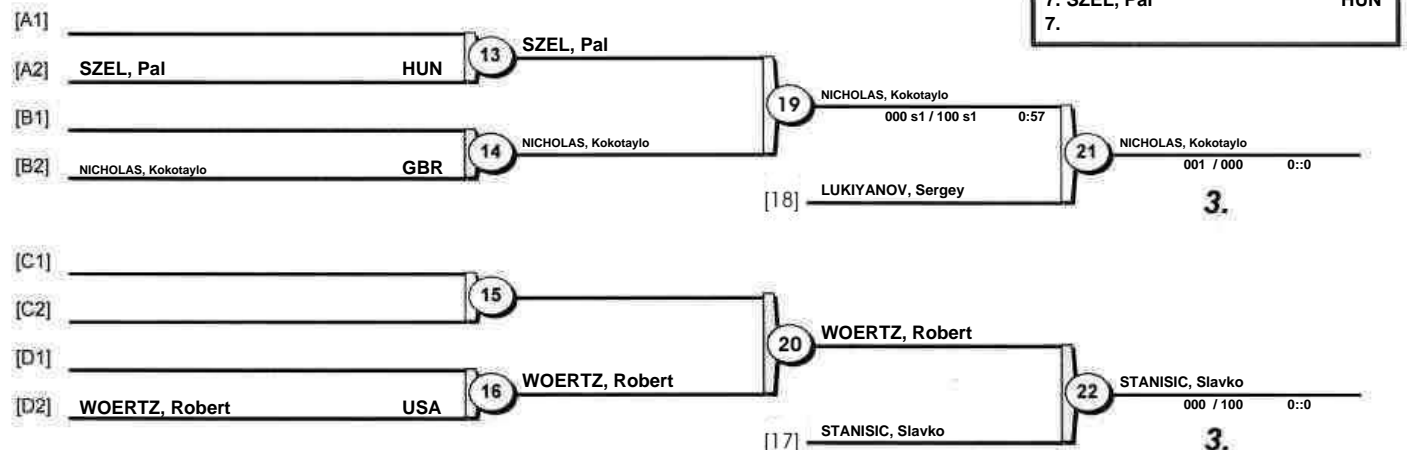 7. SZEL, Pal HUN
7.
[A1]
13 SZEL, Pal
[A2] SZEL, Pal HUN
19 NICHOLAS, Kokotaylo
000 s1 / 100 s1 0:57
[B1]
14 NICHOLAS, Kokotaylo
21 NICHOLAS, Kokotaylo
001 / 000 0::0
[B2] NICHOLAS, Kokotaylo GBR
[18] LUKIYANOV, Sergey
3.
[C1]
15
[C2]
20 WOERTZ, Robert
[D1]
16 WOERTZ, Robert
22 STANISIC, Slavko
000 / 100 0::0
[D2] WOERTZ, Robert USA
[17] STANISIC, Slavko
3.